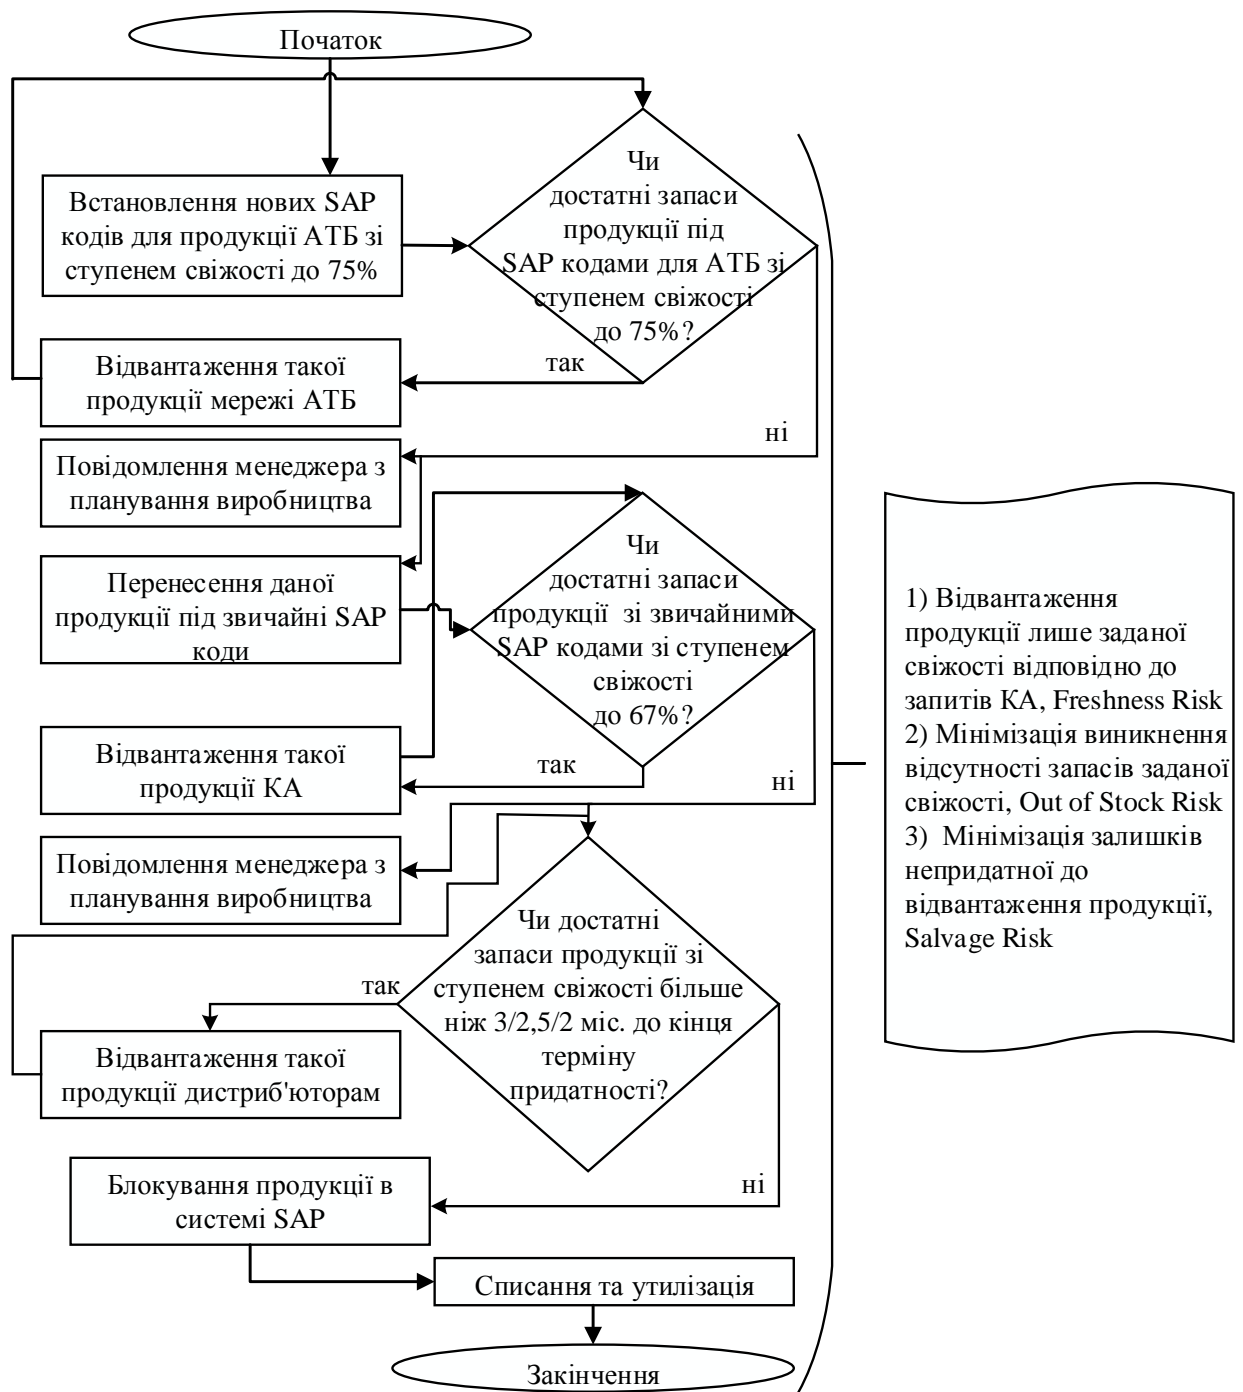 Початок
Чи
достатні запаси
продукції під
SAP кодами для АТБ зі
ступенем свіжості
до 75%?
Встановлення нових SAP
кодів для продукції АТБ зі
ступенем свіжості до 75%
так
Відвантаження такої
продукції мережі АТБ
ні
Повідомлення менеджера з
планування виробництва
Чи
достатні запаси
продукції зі звичайними
SAP кодами зі ступенем
свіжості
до 67%?
Перенесення даної
продукції під звичайні SAP
коди
так
ні
Відвантаження такої
продукції КА
Повідомлення менеджера з
планування виробництва
Чи достатні
запаси продукції зі
ступенем свіжості більше
ніж 3/2,5/2 міс. до кінця
терміну
придатності?
так
Відвантаження такої
продукції дистриб'юторам
ні
Блокування продукції в
системі SAP
Списання та утилізація
Закінчення
1) Відвантаження
продукції лише заданої
свіжості відповідно до
запитів КА, Freshness Risk
2) Мінімізація виникнення
відсутності запасів заданої
свіжості, Out of Stock Risk
3) Мінімізація залишків
непридатної до
відвантаження продукції,
Salvage Risk